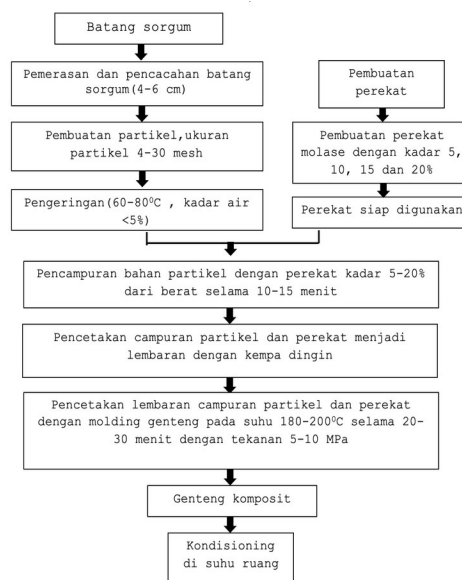 Batang sorgum
Pemerasan dan pencacahan batang
sorgum(4-6 cm)
Pembuatan
perekat
Pembuatan partikel,ukuran
partikel 4-30 mesh
Pembuatan perekat
molase dengan kadar 5,
10, 15 dan 20%
Pengeringan(60-80⁰C , kadar air
<5%)
Perekat siap digunakan
Pencampuran bahan partikel dengan perekat kadar 5-20%
dari berat selama 10-15 menit
Pencetakan campuran partikel dan perekat menjadi
lembaran dengan kempa dingin
Pencetakan lembaran campuran partikel dan perekat
dengan molding genteng pada suhu 180-200⁰C selama 20-
30 menit dengan tekanan 5-10 MPa
Genteng komposit
Kondisioning
di suhu ruang